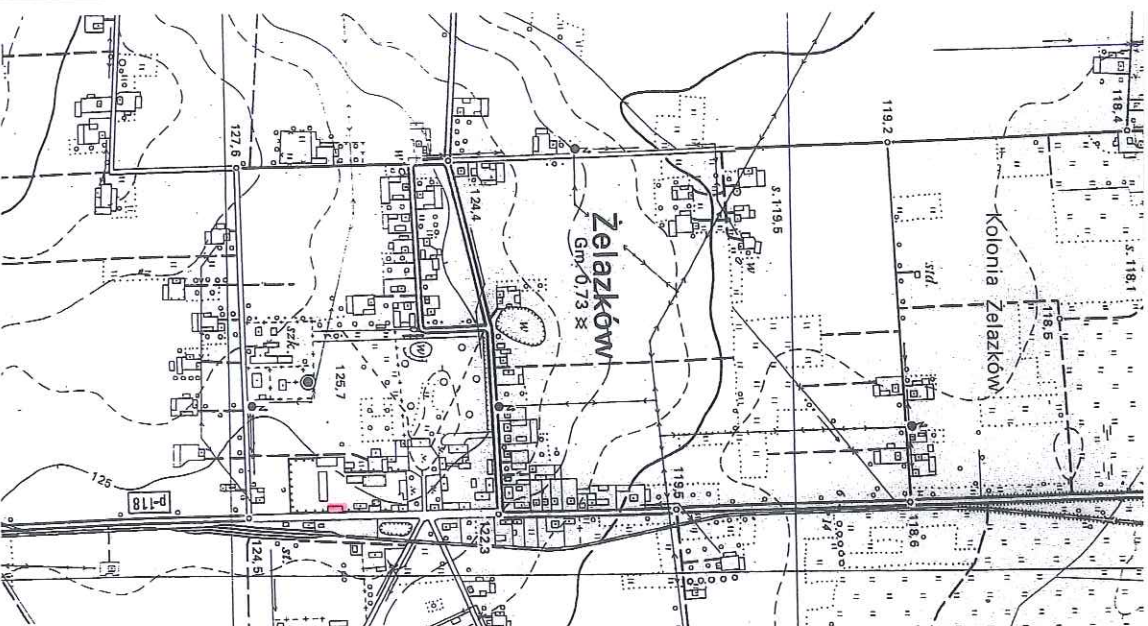 118,4
119,2
127,6
124,4
s. 119,5
w
s. 118,1
Kolonia Żelazków
Żelazków
Gm. 0,73
std.
118,5
w
szk.
w
125,7
N
N
N
125
p-118
119,5
118,6
122,3
124,5
st.